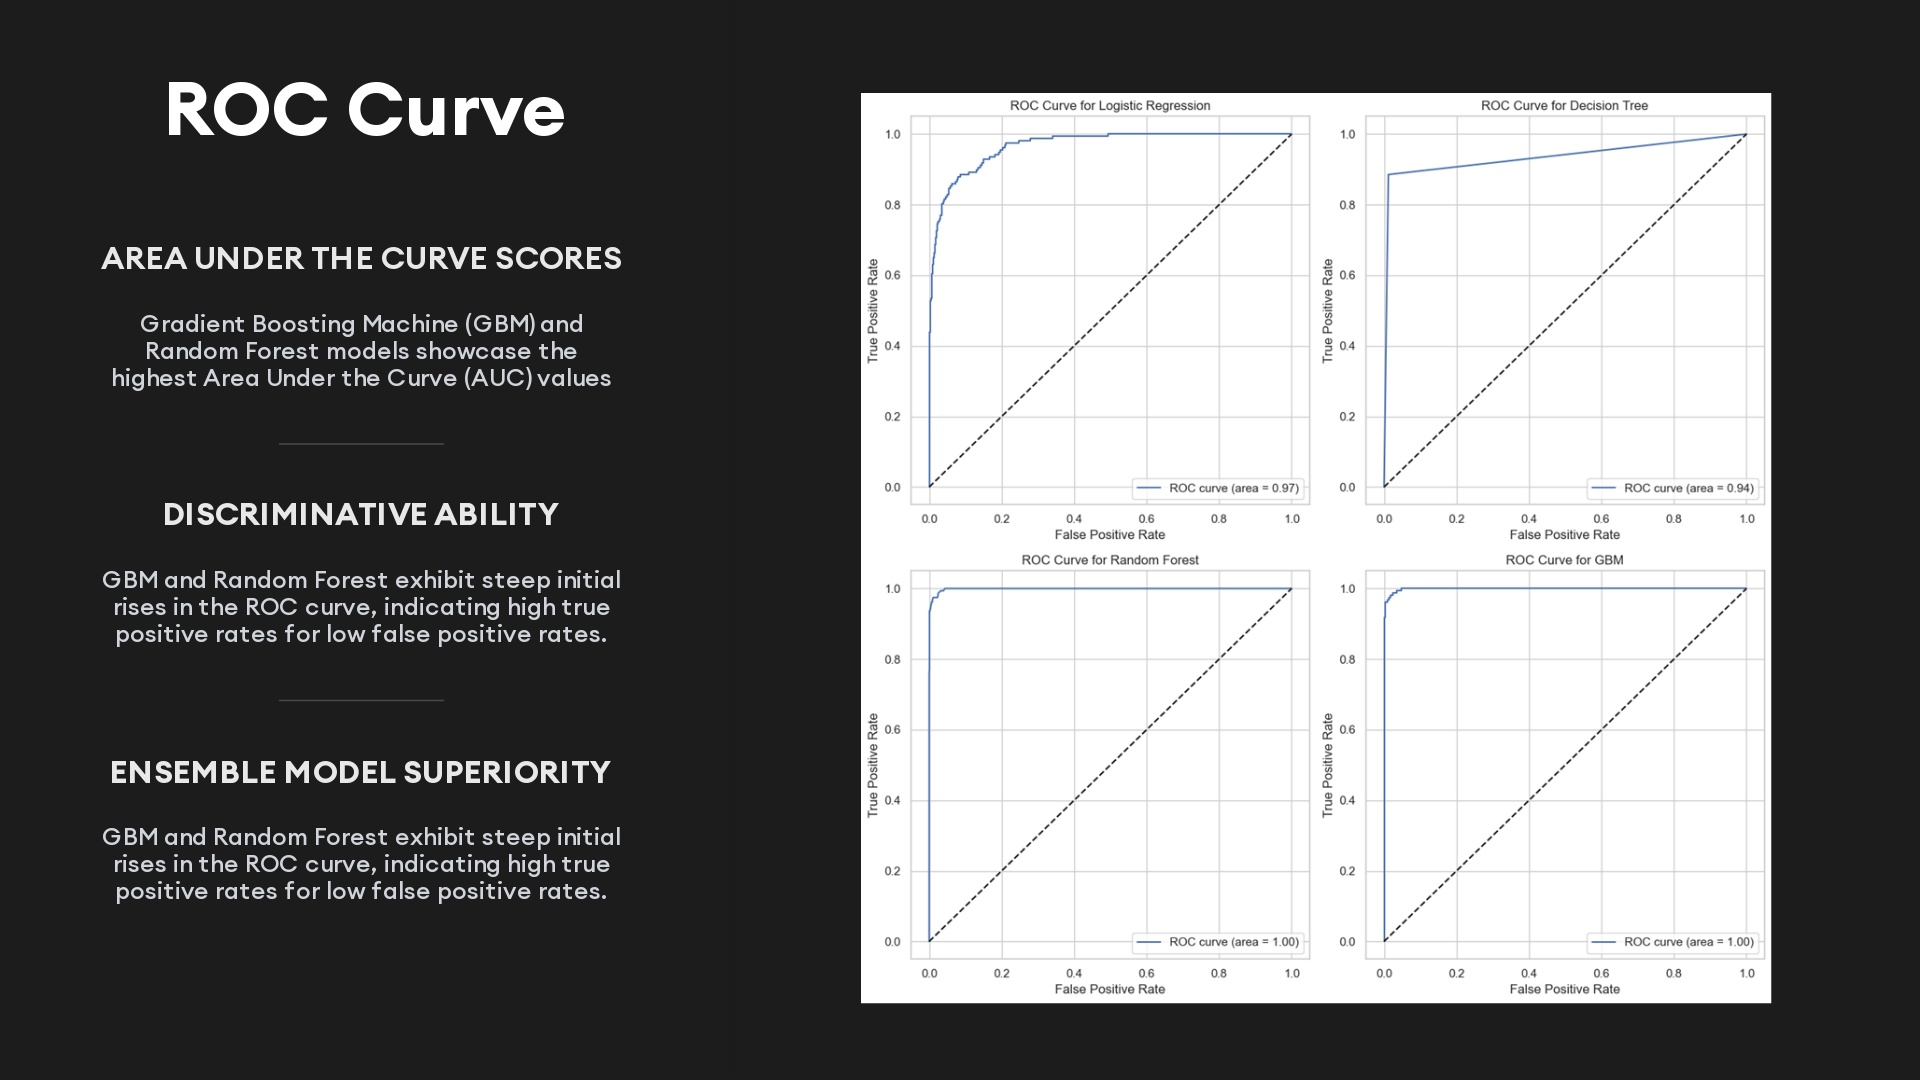 ROC Curve
AREA UNDER THE CURVE SCORES
Gradient Boosting Machine (GBM) and
Random Forest models showcase the
highest Area Under the Curve (AUC) values
DISCRIMINATIVE ABILITY
GBM and Random Forest exhibit steep initial
rises in the ROC curve, indicating high true
positive rates for low false positive rates.
ENSEMBLE MODEL SUPERIORITY
GBM and Random Forest exhibit steep initial
rises in the ROC curve, indicating high true
positive rates for low false positive rates.
ROC Curve for Logistic Regression
True Positive Rate
1.0
0.8
0.6
0.4
0.2
0.0
ROC curve (area = 0.97)
0.0 0.2 0.4 0.6 0.8 1.0
False Positive Rate
ROC Curve for Decision Tree
True Positive Rate
1.0
0.8
0.6
0.4
0.2
0.0
ROC curve (area = 0.94)
0.0 0.2 0.4 0.6 0.8 1.0
False Positive Rate
ROC Curve for Random Forest
True Positive Rate
1.0
0.8
0.6
0.4
0.2
0.0
ROC curve (area = 1.00)
0.0 0.2 0.4 0.6 0.8 1.0
False Positive Rate
ROC Curve for GBM
True Positive Rate
1.0
0.8
0.6
0.4
0.2
0.0
ROC curve (area = 1.00)
0.0 0.2 0.4 0.6 0.8 1.0
False Positive Rate